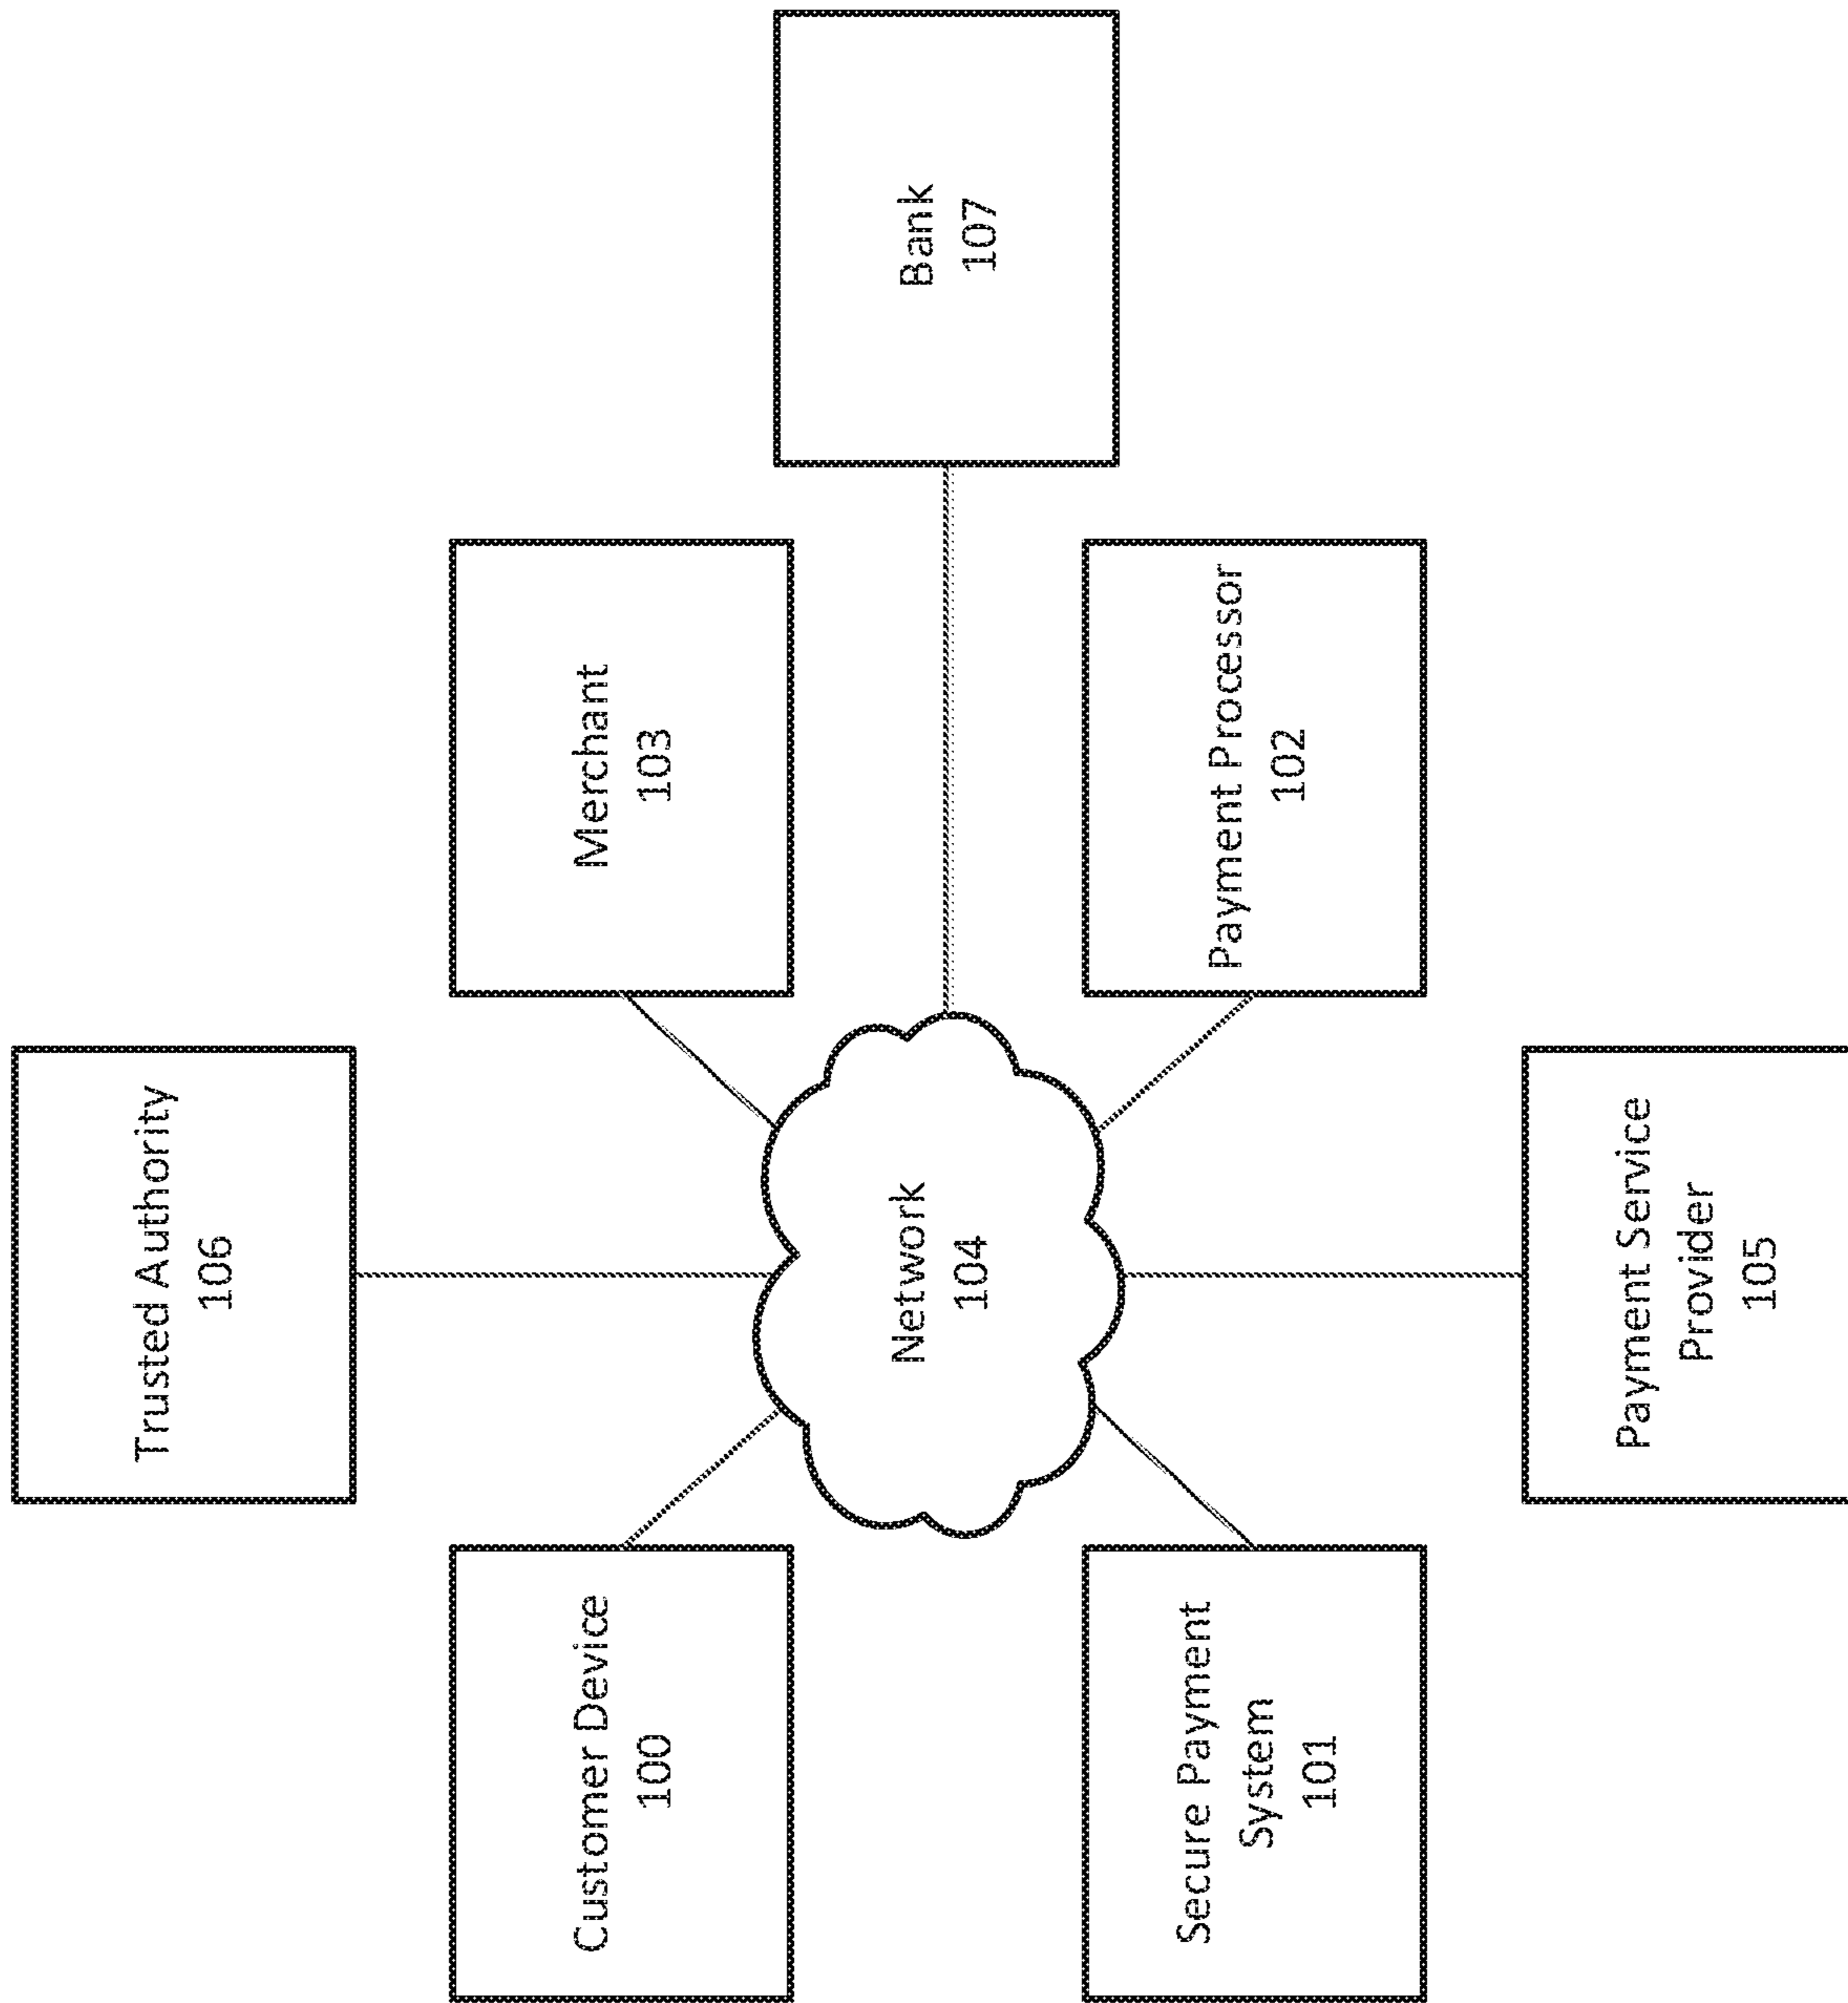 Trusted Authority
106
Customer Device
100
Merchant
103
Network
104
Bank
107
Secure Payment
System
101
Payment Processor
102
Payment Service
Provider
105